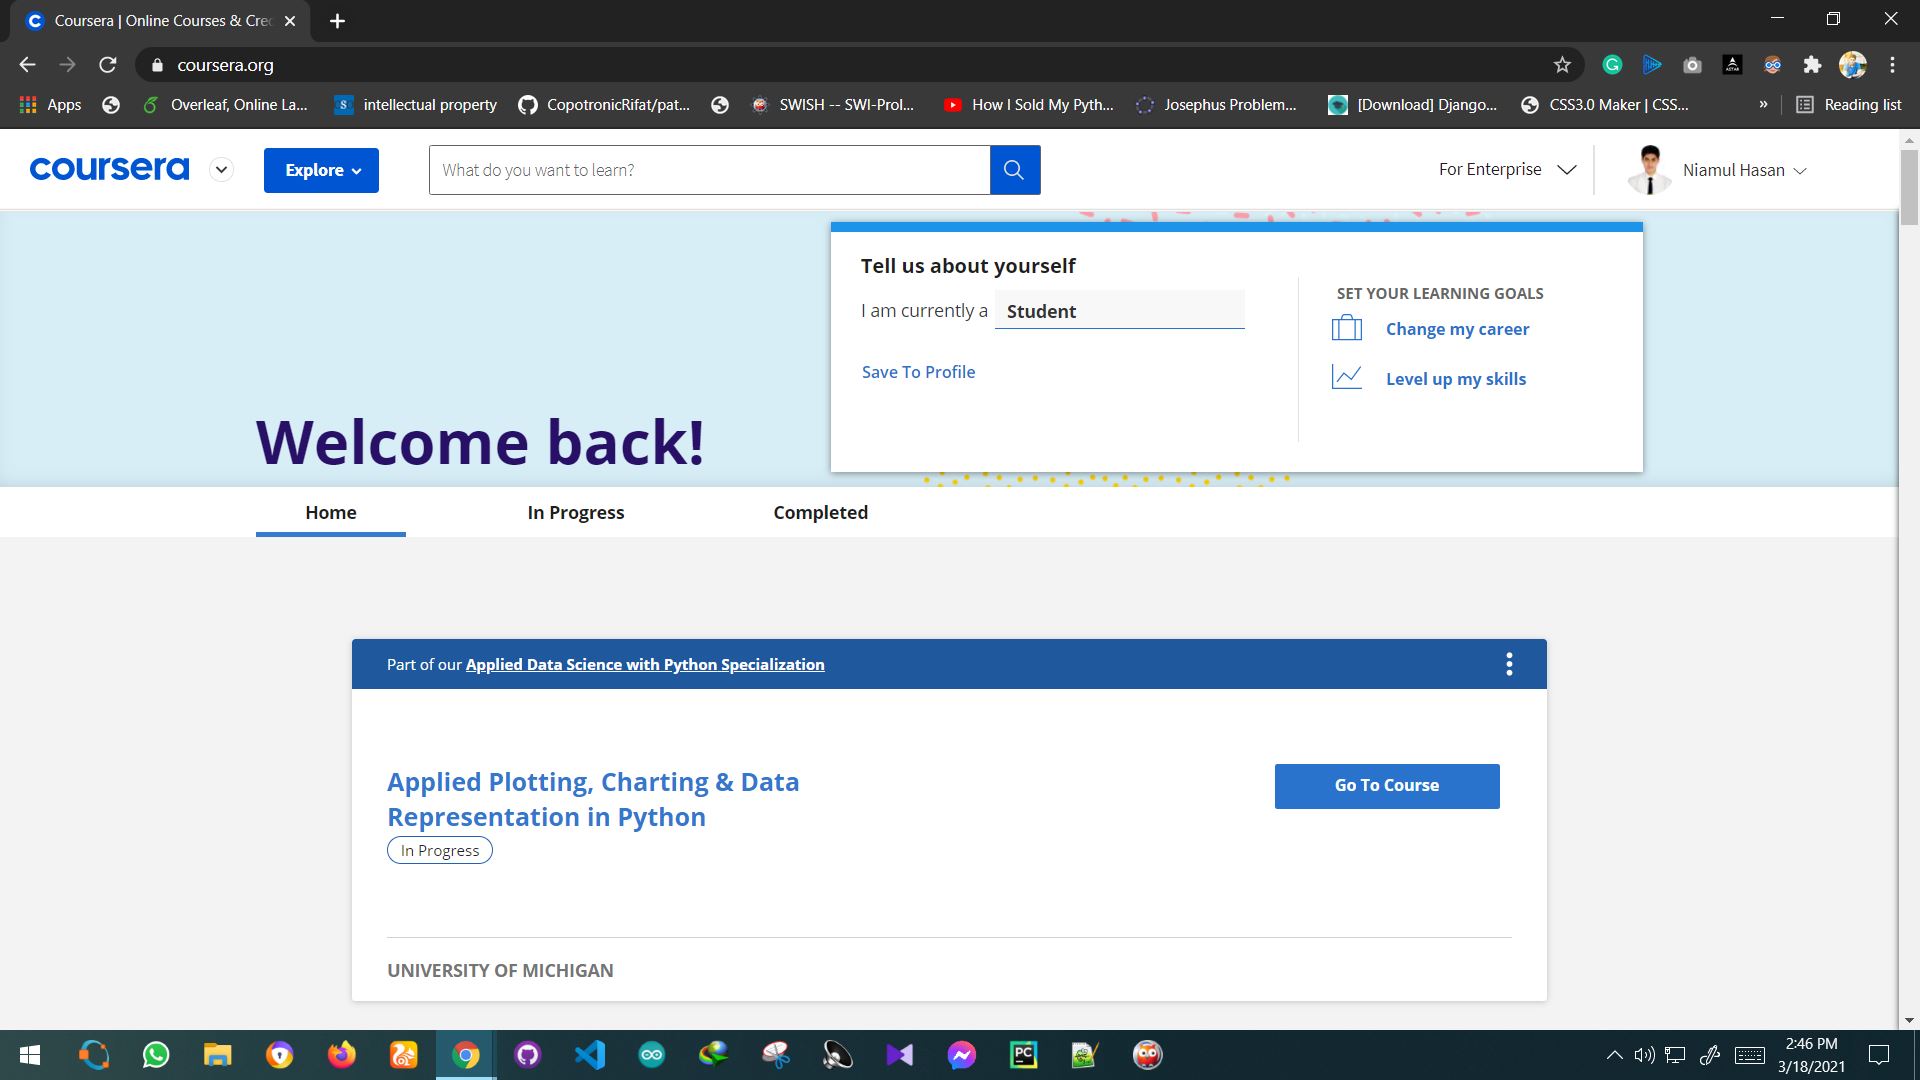 Coursera | Online Courses & Cre
coursera.org
Apps
Overleaf, Online La...
intellectual property
CopotronicRifat/pat...
SWISH -- SWI-Prol...
How I Sold My Pyth...
Josephus Problem...
[Download] Django...
CSS3.0 Maker | CSS...
»
Reading list
coursera
Explore
What do you want to learn?
For Enterprise
Niamul Hasan
Tell us about yourself
I am currently a Student
Save To Profile
SET YOUR LEARNING GOALS
Change my career
Level up my skills
Welcome back!
Home
In Progress
Completed
Part of our Applied Data Science with Python Specialization
Applied Plotting, Charting & Data
Representation in Python
In Progress
Go To Course
UNIVERSITY OF MICHIGAN
PC
2:46 PM
3/18/2021